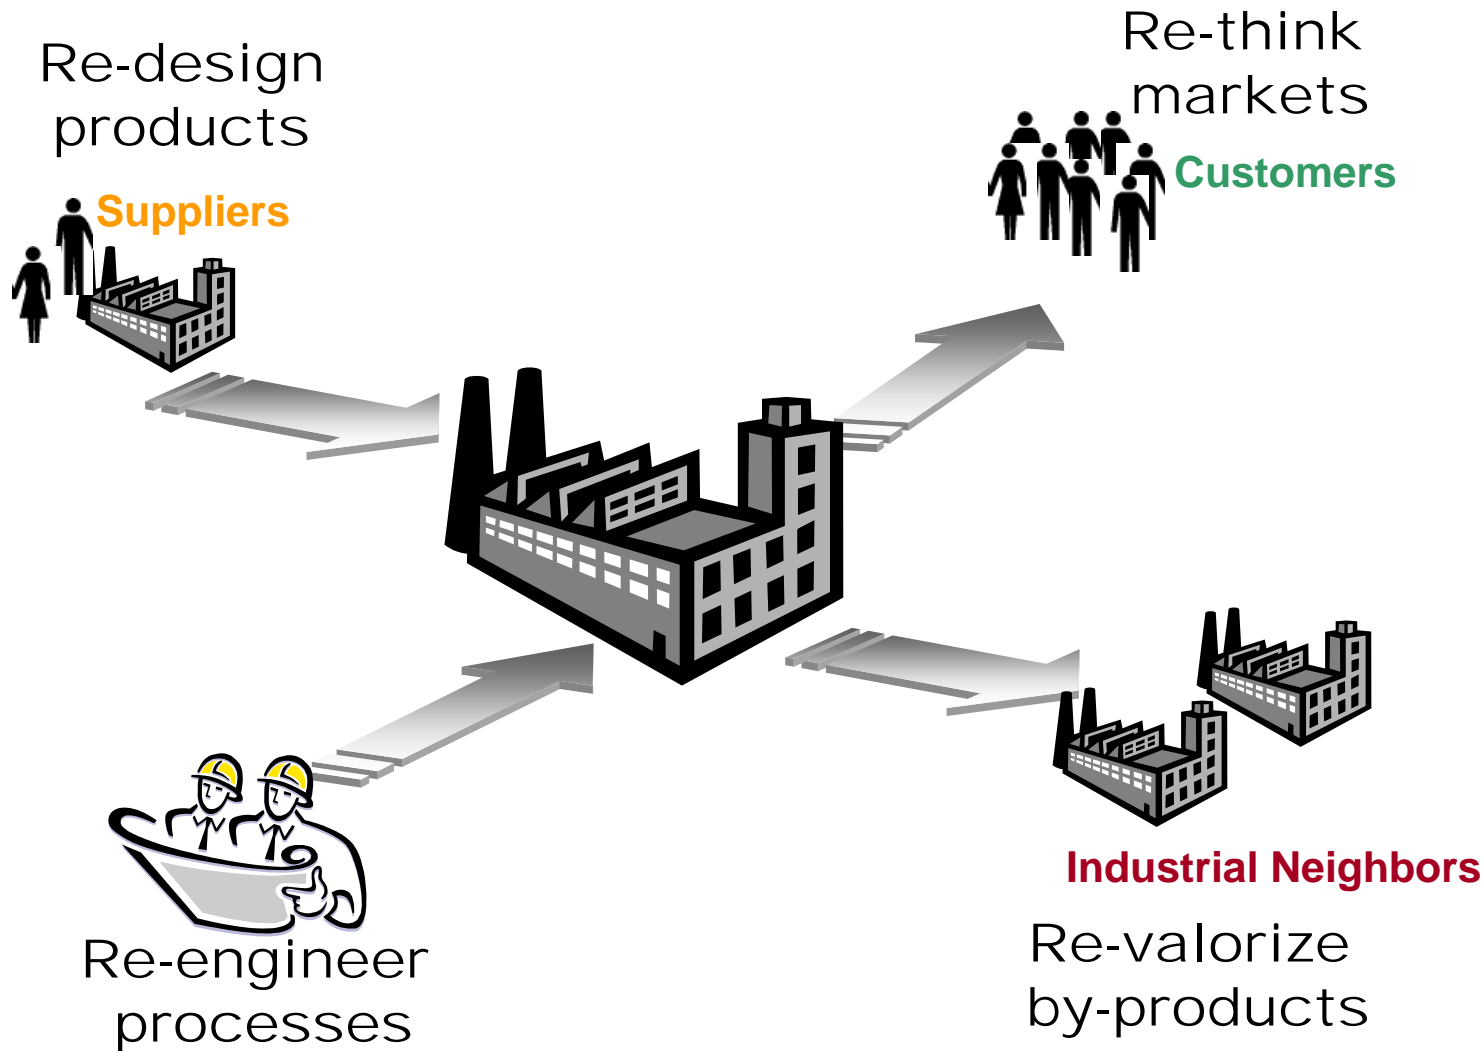 Re-design
products
Suppliers
Re-think
markets
Customers
Re-engineer
processes
Industrial Neighbors
Re-valorize
by-products